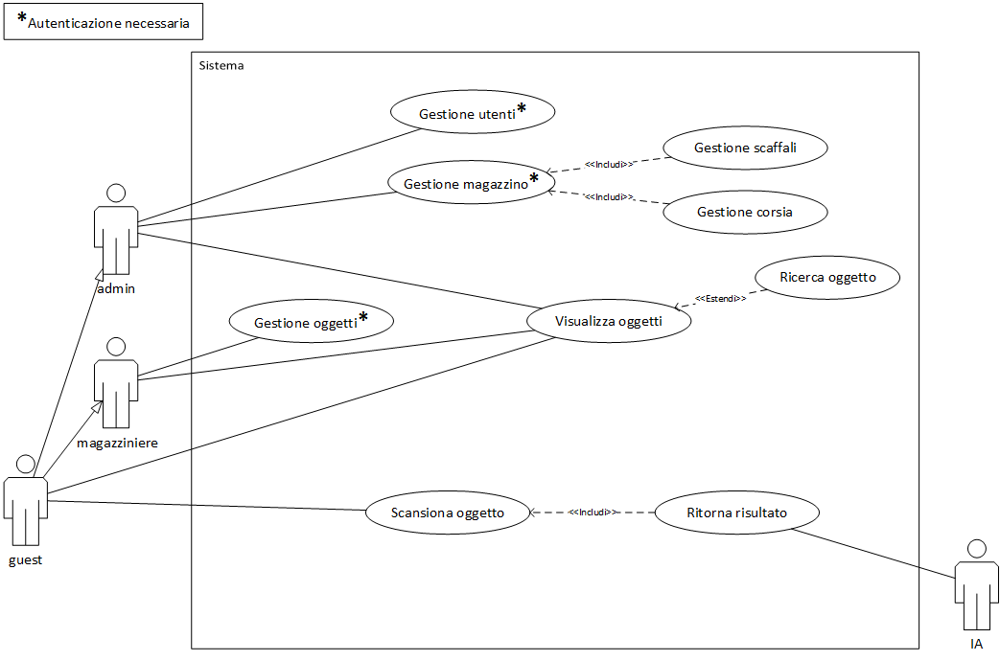 *Autenticazione necessaria
Sistema
Gestione utenti*
Gestione scaffali
<<Includi>>
Gestione magazzino*
<<Includi>>
Gestione corsia
admin
Ricerca oggetto
<<Estendi>>
Gestione oggetti*
Visualizza oggetti
magazziniere
Scansiona oggetto
<<Includi>>
Ritorna risultato
guest
IA